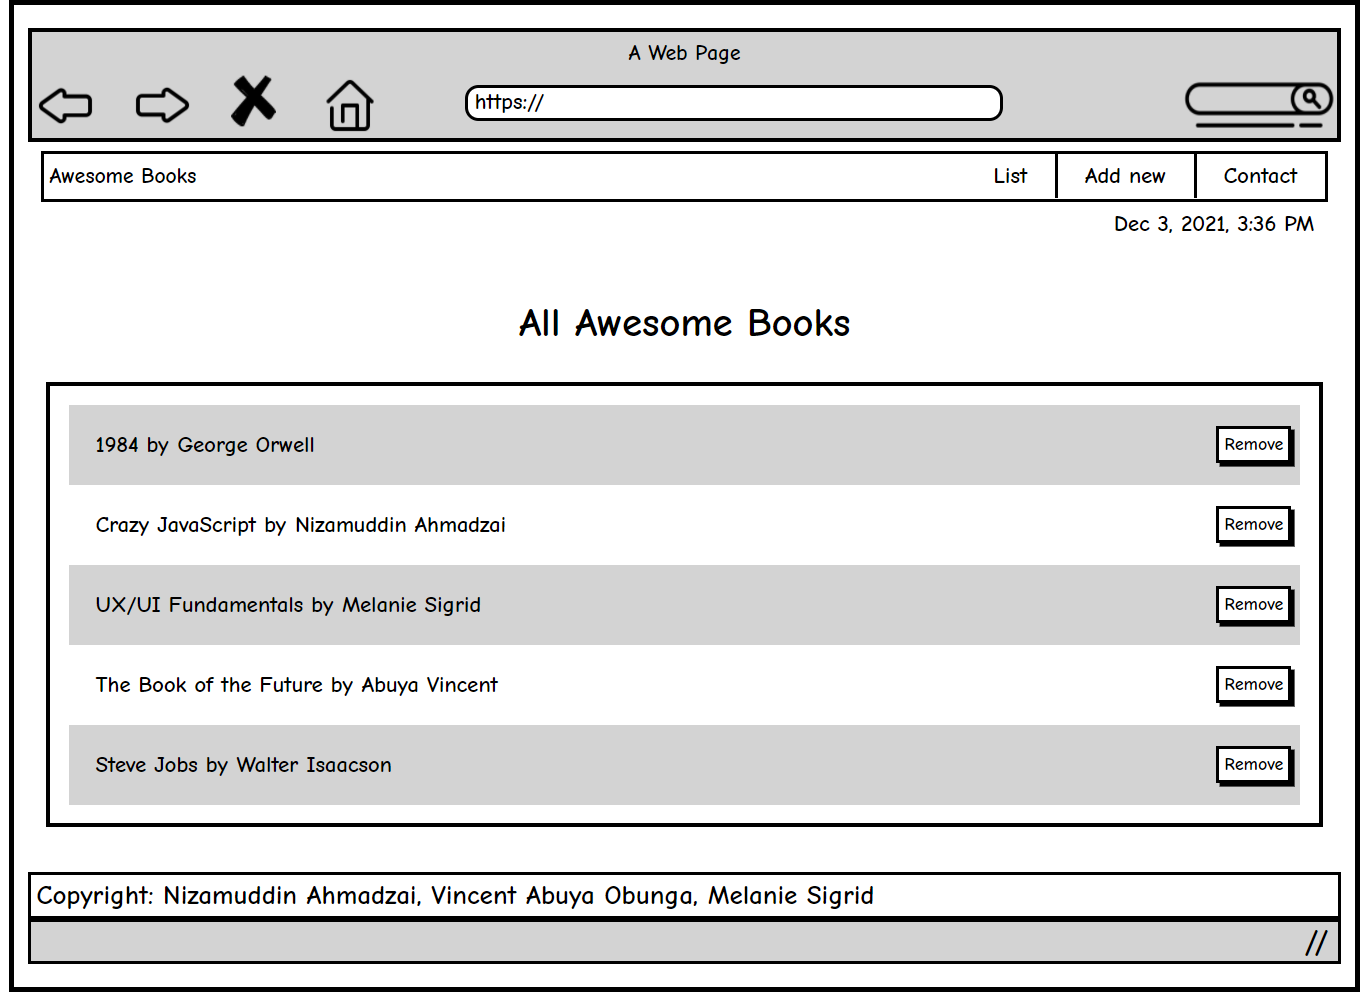 A Web Page
https://
Awesome Books List Add new Contact
Dec 3, 2021, 3:36 PM
All Awesome Books
1984 by George Orwell Remove
Crazy JavaScript by Nizamuddin Ahmadzai Remove
UX/UI Fundamentals by Melanie Sigrid Remove
The Book of the Future by Abuya Vincent Remove
Steve Jobs by Walter Isaacson Remove
Copyright: Nizamuddin Ahmadzai, Vincent Abuya Obunga, Melanie Sigrid
//